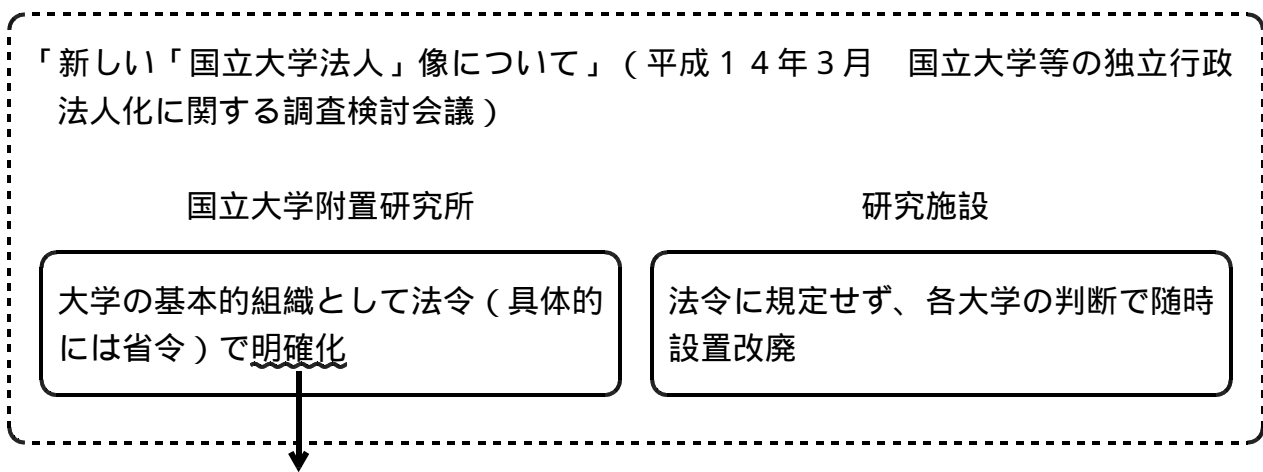 「新しい「国立大学法人」像について」（平成１４年３月　国立大学等の独立行政
法人化に関する調査検討会議）
国立大学附置研究所
大学の基本的組織として法令（具体的
には省令）で明確化
研究施設
法令に規定せず、各大学の判断で随時
設置改廃